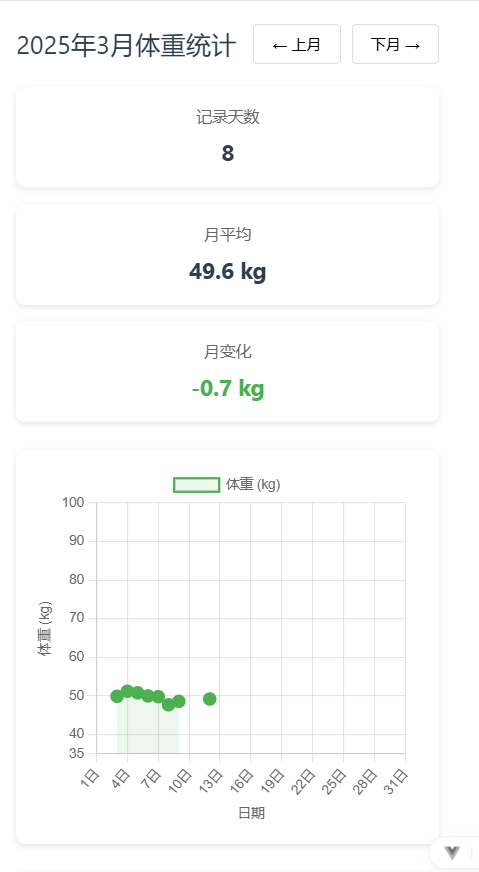 2025年3月体重统计
← 上月
下月 →
记录天数
8
月平均
49.6 kg
月变化
-0.7 kg
体重 (kg)
100
90
80
70
60
50
40
35
体重 (kg)
1日
4日
7日
10日
13日
16日
19日
22日
25日
28日
31日
日期